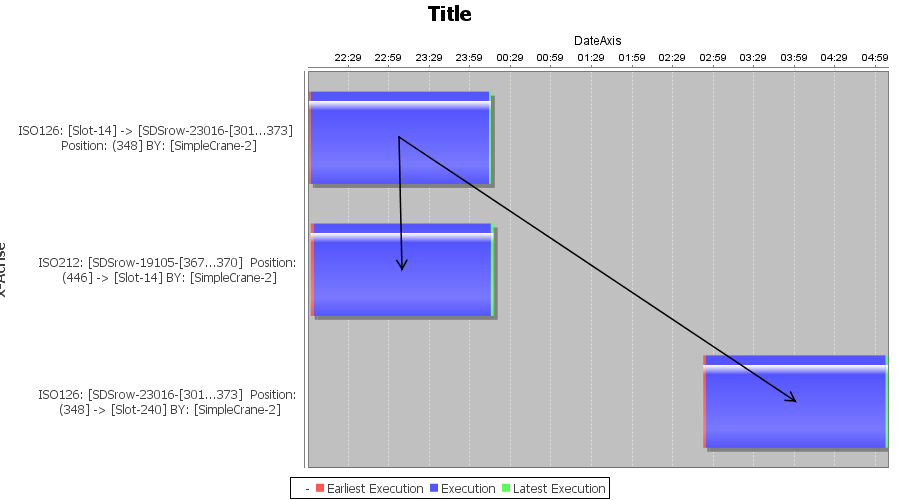 Title
DateAxis
22:29 22:59 23:29 23:59 00:29 00:59 01:29 01:59 02:29 02:59 03:29 03:59 04:29 04:59
ISO126: [Slot-14] -> [SDSrow-23016-[301...373]
Position: (348] BY: [SimpleCrane-2]
ISO212: [SDSrow-19105-[367...370] Position:
(446] -> [Slot-14] BY: [SimpleCrane-2]
ISO126: [SDSrow-23016-[301...373] Position:
(348] -> [Slot-240] BY: [SimpleCrane-2]
- Earliest Execution Execution Latest Execution